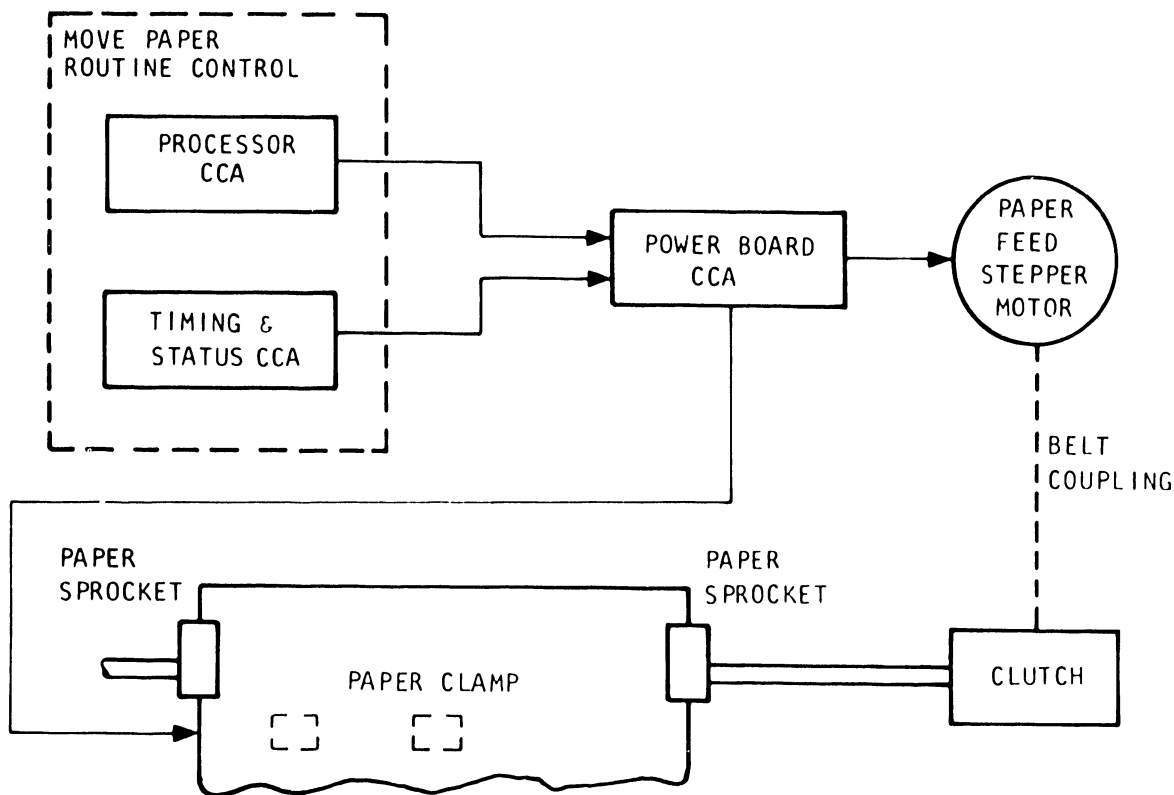 MOVE PAPER
ROUTINE CONTROL
PROCESSOR
CCA
TIMING &
STATUS CCA
POWER BOARD
CCA
PAPER
FEED
STEPPER
MOTOR
BELT
COUPLING
PAPER
SPROCKET
PAPER
SPROCKET
PAPER CLAMP
CLUTCH